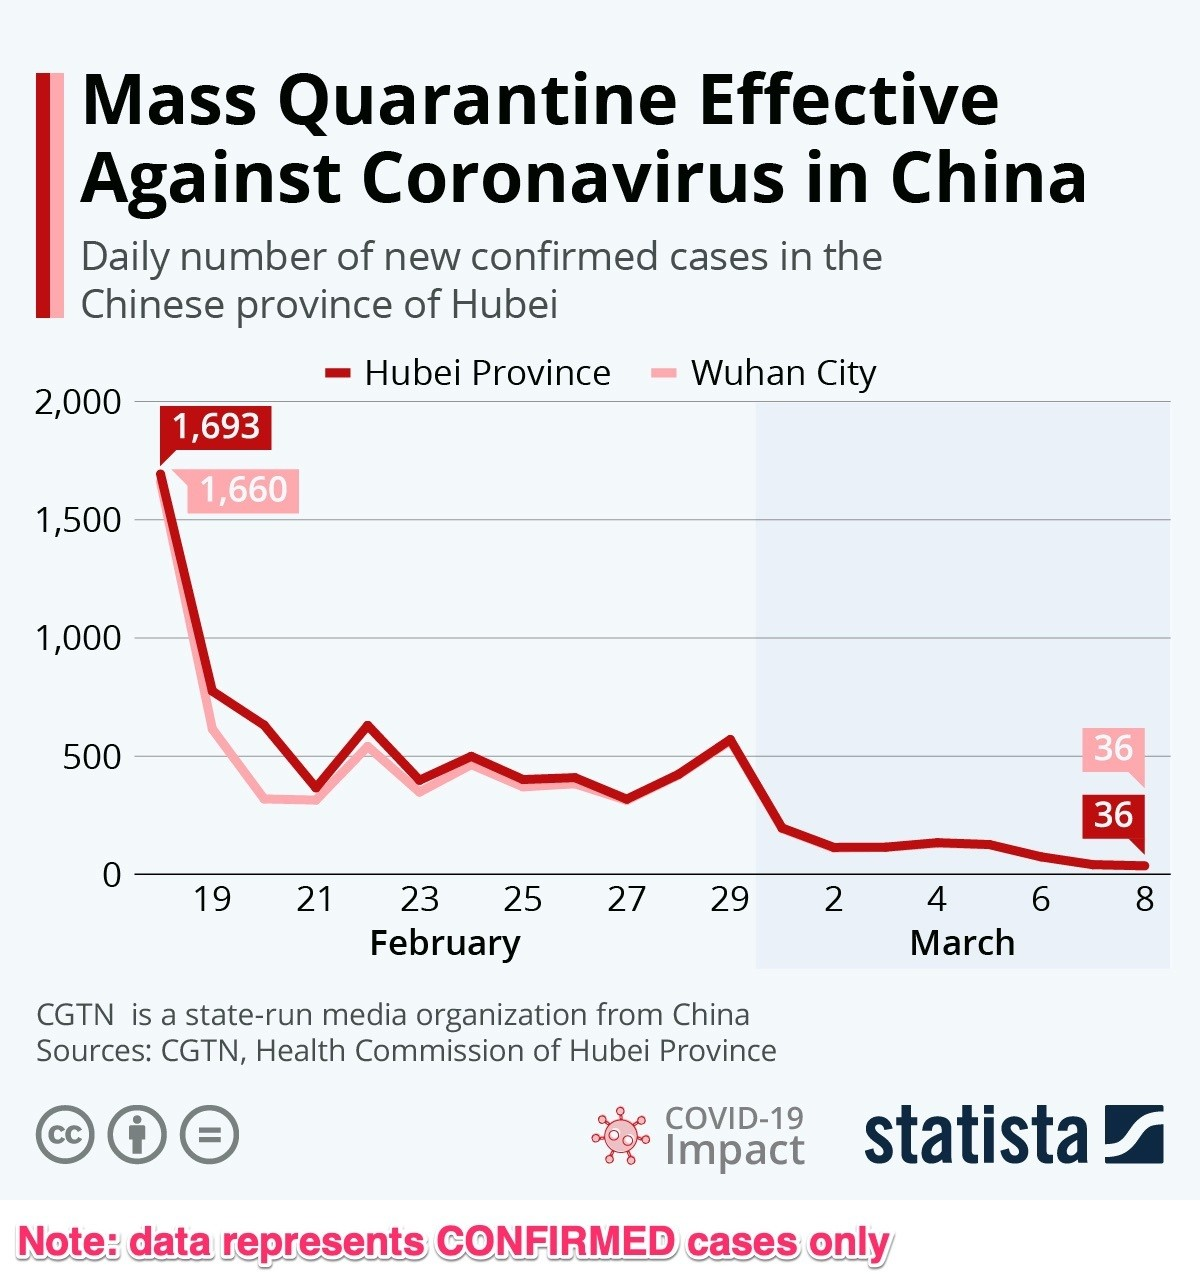 Mass Quarantine Effective
Against Coronavirus in China
Daily number of new confirmed cases in the
Chinese province of Hubei
Hubei Province Wuhan City
2,000
1,693
1,660
1,500
1,000
500
36
36
0
19 21 23 25 27 29 2 4 6 8
February March
CGTN is a state-run media organization from China
Sources: CGTN, Health Commission of Hubei Province
cc = COVID-19
Impact
statista
Note: data represents CONFIRMED cases only